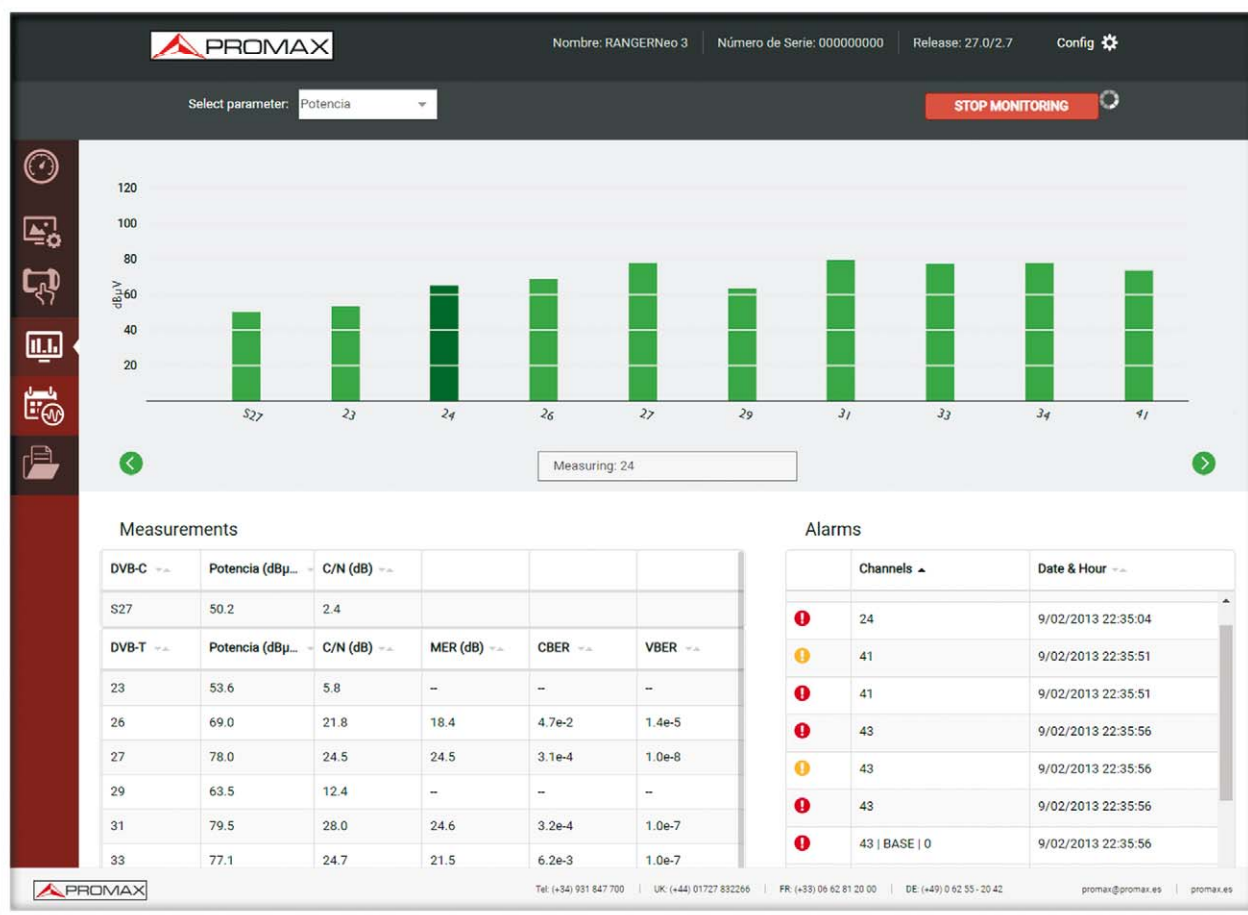 PROMAX
Nombre: RANGERNeo 3 Número de Serie: 000000000 Release: 27.0/2.7 Config
Select parameter: Potencia STOP MONITORING
120
100
80
60
40
20
dBµV
S27 23 24 26 27 29 31 33 34 41
Measuring: 24
Measurements
DVB-C Potencia (dBµ... C/N (dB)
S27 50.2 2.4
DVB-T Potencia (dBµ... C/N (dB) MER (dB) CBER VBER
23 53.6 5.8 -- -- --
26 69.0 21.8 18.4 4.7e-2 1.4e-5
27 78.0 24.5 24.5 3.1e-4 1.0e-8
29 63.5 12.4 -- -- --
31 79.5 28.0 24.6 3.2e-4 1.0e-7
33 77.1 24.7 21.5 6.2e-3 1.0e-7
Alarms
Channels Date & Hour
24 9/02/2013 22:35:04
41 9/02/2013 22:35:51
41 9/02/2013 22:35:51
43 9/02/2013 22:35:56
43 9/02/2013 22:35:56
43 9/02/2013 22:35:56
43 | BASE | 0 9/02/2013 22:35:56
PROMAX
Tel: (+34) 931 847 700 | UK: (+44) 01727 832266 | FR: (+33) 06 62 81 20 00 | DE: (+49) 0 62 55 - 20 42 promax@promax.es | promax.es